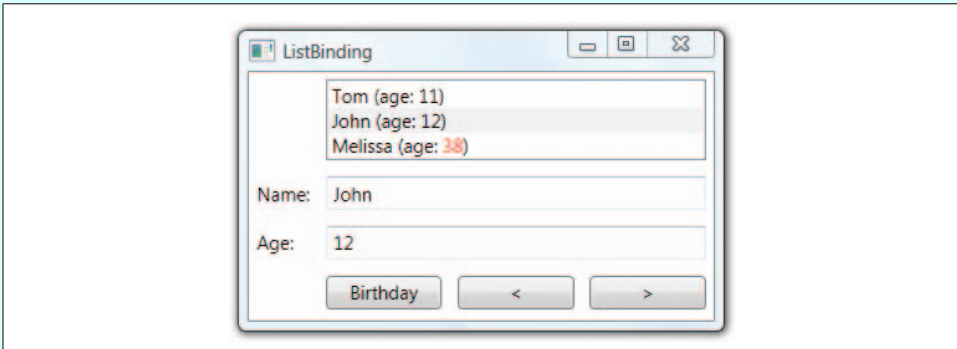 ListBinding
Tom (age: 11)
John (age: 12)
Melissa (age: 38)
Name: John
Age: 12
Birthday < >